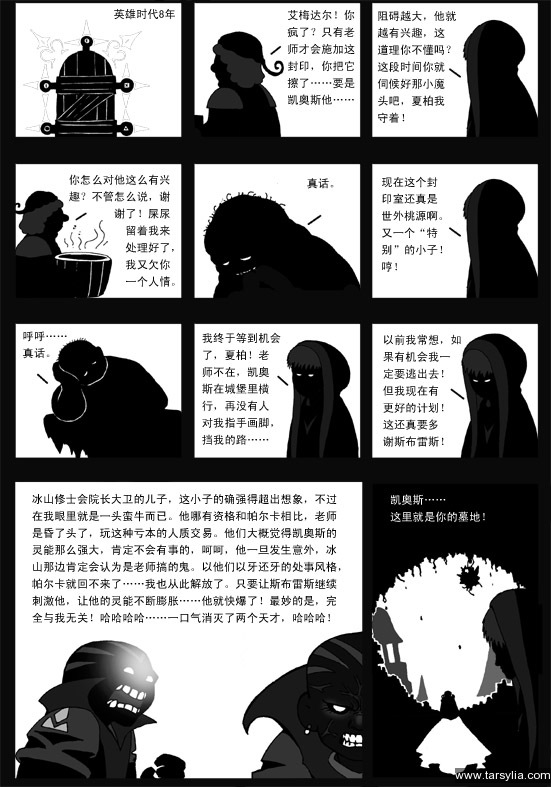 英雄时代8年
艾梅达尔！你
疯了？只有老
师才会施加这
封印，你把它
擦了……要是
凯奥斯他……
阻碍越大，他就
越有兴趣，这
道理你不懂吗？
这段时间你就
伺候好那小魔
头吧，夏柏我
守着！
你怎么对他这么有兴
趣？不管怎么说，谢
谢了！屎尿
留着我来
处理好了，
我又欠你
一个人情。
真话。
现在这个封
印室还真是
世外桃源啊。
又一个“特
别”的小子！
哼！
呼呼……
真话。
我终于等到机会
了，夏柏！老
师不在，凯奥
斯在城堡里横
行，再没有人
对我指手画脚，
挡我的路……
以前我常想，如
果有机会我一
定要逃出去！
但我现在有
更好的计划！
这还真要多
谢斯布雷斯！
冰山修士会院长大卫的儿子，这小子的确强得超出想象，不过
在我眼里就是一头蛮牛而已。他哪有资格和帕尔卡相比，老师
是昏了头了，玩这种亏本的人质交易。他们大概觉得凯奥斯的
灵能那么强大，肯定不会有事的，呵呵，他一旦发生意外，冰
山那边肯定会认为是老师搞的鬼。以他们以牙还牙的处事风格，
帕尔卡就回不来了……我也从此解放了。只要让斯布雷斯继续
刺激他，让他的灵能不断膨胀……他就快爆了！最妙的是，完
全与我无关！哈哈哈哈……一口气消灭了两个天才，哈哈哈！
凯奥斯……
这里就是你的墓地！
www.tarsylia.com